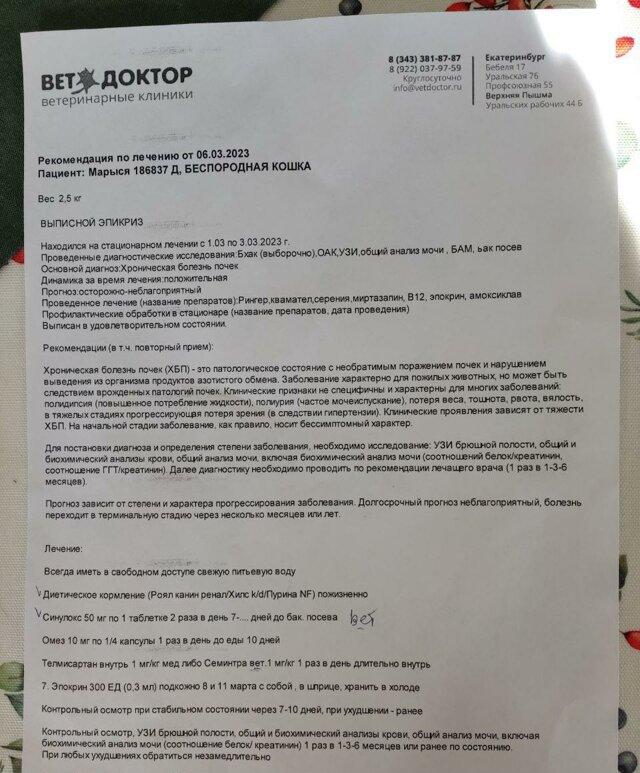 ВЕТ ДОКТОР
ветеринарные клиники
8 (343) 381-87-87
8 (922) 037-97-59
Круглосуточно
info@vetdoctor.ru
Екатеринбург
Бебеля 17
Уральская 76
Профсоюзная 55
Верхняя Пышма
Уральских рабочих 44 Б
Рекомендация по лечению от 06.03.2023
Пациент: Марыся 186837 Д, БЕСПОРОДНАЯ КОШКА
Вес 2,5 кг
ВЫПИСНОЙ ЭПИКРИЗ
Находился на стационарном лечении с 1.03 по 3.03.2023 г.
Проведенные диагностические исследования:Бхак (выборочно),ОАК,УЗИ,общий анализ мочи , БАМ, ьак посев
Основной диагноз:Хроническая болезнь почек
Динамика за время лечения:положительная
Прогноз:осторожно-неблагоприятный
Проведенное лечение (название препаратов):Рингер,квамател,серения,миртазапин, В12, эпокрин, амоксиклав
Профилактические обработки в стационаре (название препаратов, дата проведения)
Выписан в удовлетворительном состоянии.
Рекомендации (в т.ч. повторный прием):
Хроническая болезнь почек (ХБП) – это патологическое состояние с необратимым поражением почек и нарушением
выведения из организма продуктов азотистого обмена. Заболевание характерно для пожилых животных, но может быть
следствием врожденных патологий почек. Клинические признаки не специфичны и характерны для многих заболеваний:
полидипсия (повышенное потребление жидкости), полиурия (частое мочеиспускание), потеря веса, тошнота, рвота, вялость,
в тяжелых стадиях прогрессирующая потеря зрения (в следствии гипертензии). Клинические проявления зависят от тяжести
ХБП. На начальной стадии заболевание, как правило, носит бессимптомный характер.
Для постановки диагноза и определения степени заболевания, необходимо исследование: УЗИ брюшной полости, общий и
биохимический анализы крови, общий анализ мочи, включая биохимический анализ мочи (соотношений белок/креатинин,
соотношение ГГТ/креатинин). Далее диагностику необходимо проводить по рекомендации лечащего врача (1 раз в 1-3-6
месяцев).
Прогноз зависит от степени и характера прогрессирования заболевания. Долгосрочный прогноз неблагоприятный, болезнь
переходит в терминальную стадию через несколько месяцев или лет.
Лечение:
Всегда иметь в свободном доступе свежую питьевую воду
Диетическое кормление (Роял канин ренал/Хилс k/d/Пурина NF) пожизненно
Синулокс 50 мг по 1 таблетке 2 раза в день 7-.... дней до бак. посева вет
Омез 10 мг по 1/4 капсулы 1 раз в день до еды 10 дней
Телмисартан внутрь 1 мг/кг мед либо Семинтра вет.1 мг/кг 1 раз в день длительно внутрь
7. Эпокрин 300 ЕД (0,3 мл) подкожно 8 и 11 марта с собой , в шприце, хранить в холоде
Контрольный осмотр при стабильном состоянии через 7-10 дней, при ухудшении - ранее
Контрольный осмотр, УЗИ брюшной полости, общий и биохимический анализы крови, общий анализ мочи, включая
биохимический анализ мочи (соотношение белок/ креатинин) 1 раз в 1-3-6 месяцев или ранее по состоянию.
При любых ухудшениях обратиться незамедлительно